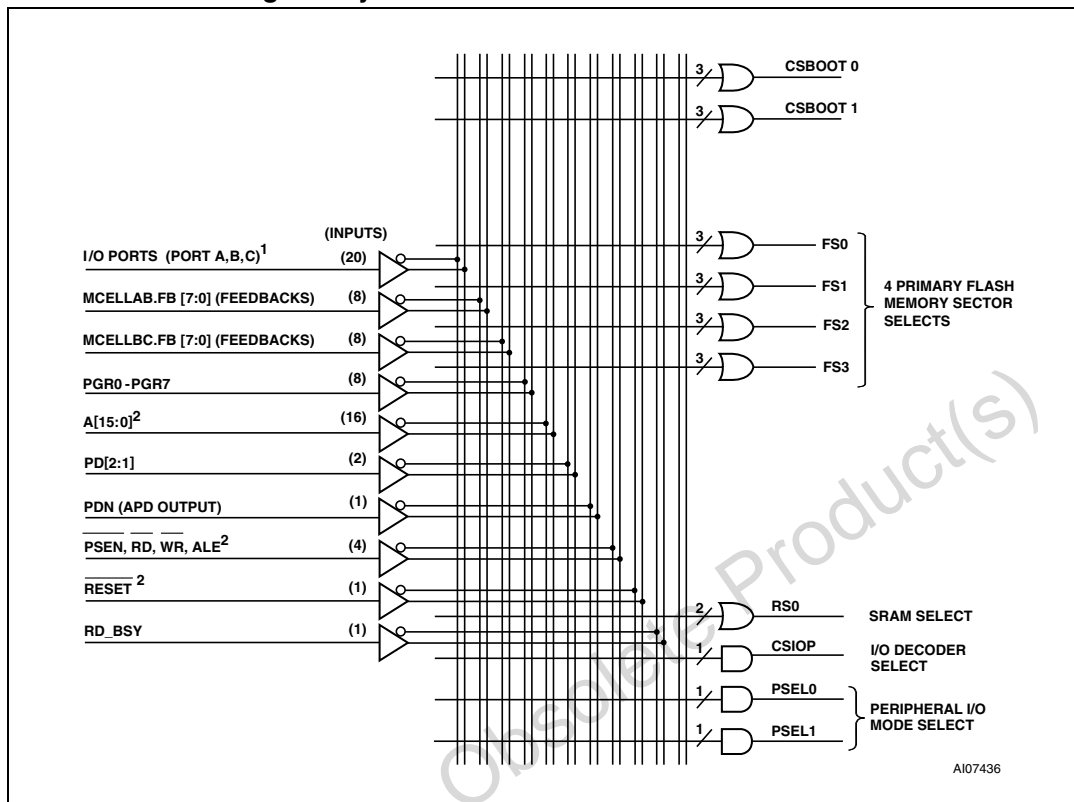 3 CSBOOT 0
3 CSBOOT 1
(INPUTS)
I/O PORTS (PORT A,B,C)1 (20)
MCELLAB.FB [7:0] (FEEDBACKS) (8)
MCELLBC.FB [7:0] (FEEDBACKS) (8)
PGR0 -PGR7 (8)
A[15:0]2 (16)
PD[2:1] (2)
PDN (APD OUTPUT) (1)
PSEN, RD, WR, ALE2 (4)
RESET 2 (1)
RD_BSY (1)
3 FS0
3 FS1
3 FS2
3 FS3
4 PRIMARY FLASH
MEMORY SECTOR
SELECTS
2 RS0 SRAM SELECT
1 CSIOP I/O DECODER
SELECT
1 PSEL0
1 PSEL1
PERIPHERAL I/O
MODE SELECT
AI07436
Obsolete Product(s)